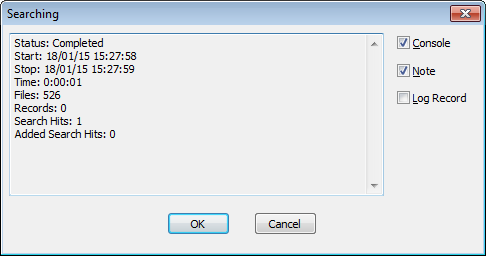 Searching
Status: Completed
Start: 18/01/15 15:27:58
Stop: 18/01/15 15:27:59
Time: 0:00:01
Files: 526
Records: 0
Search Hits: 1
Added Search Hits: 0
Console
Note
Log Record
OK
Cancel